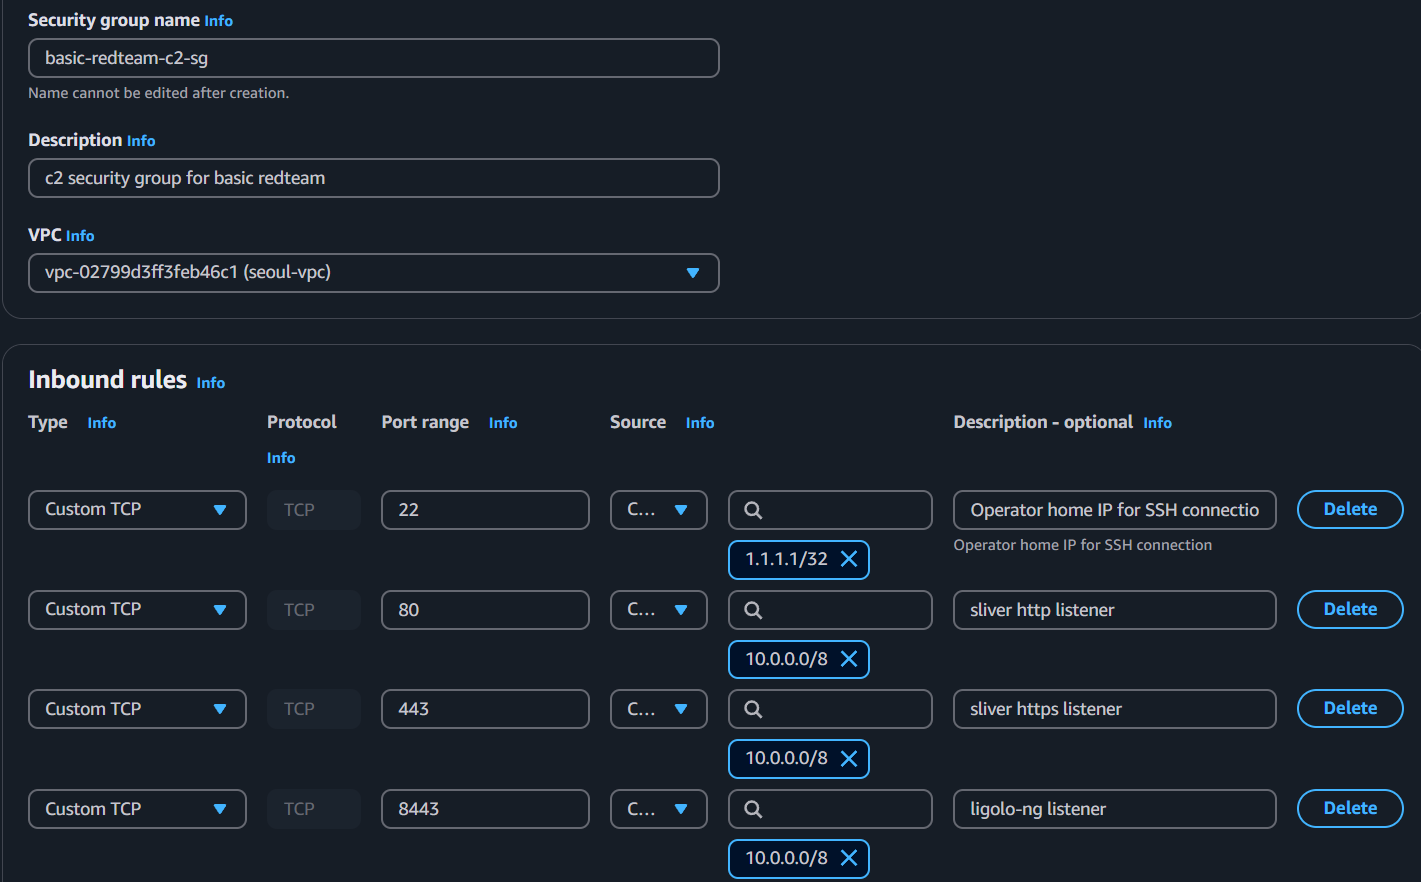 Security group name Info
basic-redteam-c2-sg
Name cannot be edited after creation.
Description Info
c2 security group for basic redteam
VPC Info
vpc-02799d3ff3feb46c1 (seoul-vpc)
Inbound rules Info
Type Info Protocol Port range Info Source Info Description - optional Info
Info
Custom TCP TCP 22 C... Operator home IP for SSH connectio Delete
Operator home IP for SSH connection
1.1.1.1/32
Custom TCP TCP 80 C... sliver http listener Delete
10.0.0.0/8
Custom TCP TCP 443 C... sliver https listener Delete
10.0.0.0/8
Custom TCP TCP 8443 C... ligolo-ng listener Delete
10.0.0.0/8